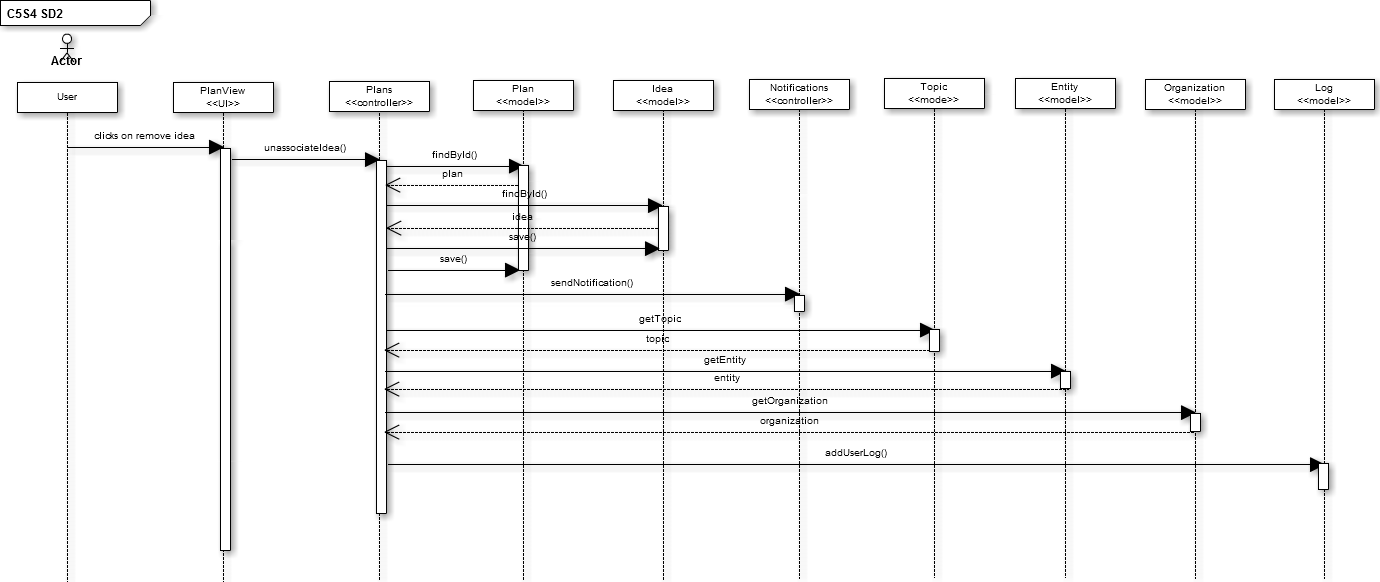 C5S4 SD2
Actor
User
PlanView
<<UI>>
Plans
<<controller>>
Plan
<<model>>
Idea
<<model>>
Notifications
<<controller>>
Topic
<<mode>>
Entity
<<model>>
Organization
<<model>>
Log
<<model>>
clicks on remove idea
unassociateIdea()
findById()
plan
findById()
idea
save()
save()
sendNotification()
getTopic
topic
getEntity
entity
getOrganization
organization
addUserLog()